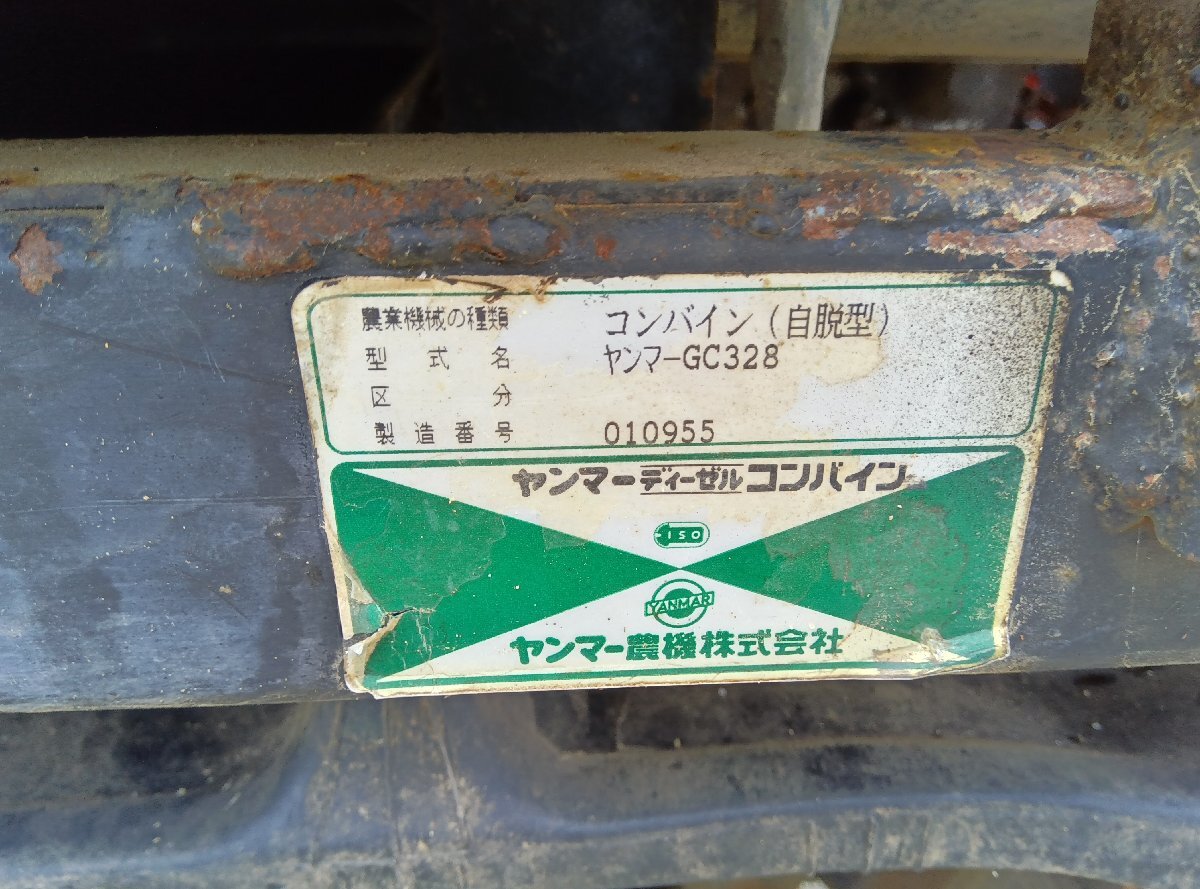 農業機械の種類 コンバイン(自脱型)
型式名 ヤンマーGC328
区分
製造番号 010955
ヤンマーディーゼルコンバイン
ISO
YANMAR
ヤンマー農機株式会社